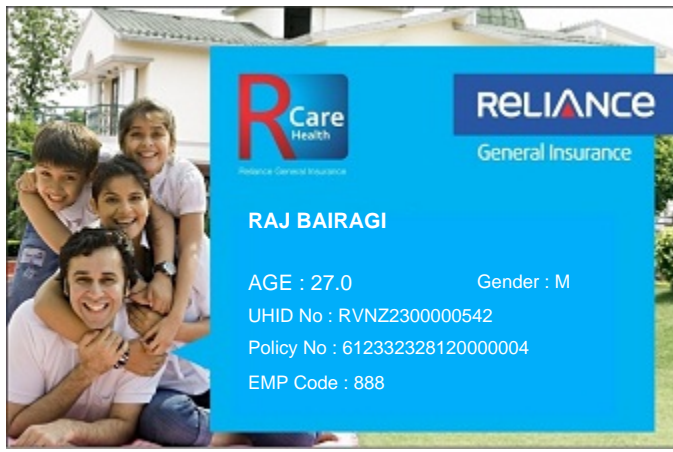 RCare
Health
Reliance General Insurance
RELIANCE
General Insurance
RAJ BAIRAGI
AGE : 27.0
Gender : M
UHID No : RVNZ2300000542
Policy No : 612332328120000004
EMP Code : 888